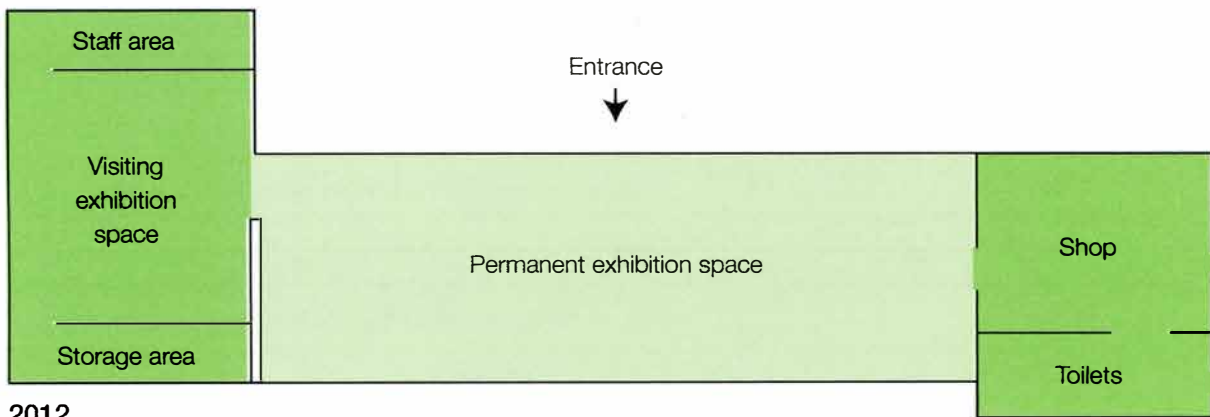 Staff area
Entrance
Visiting
exhibition
space
Permanent exhibition space
Shop
Storage area
Toilets
2012